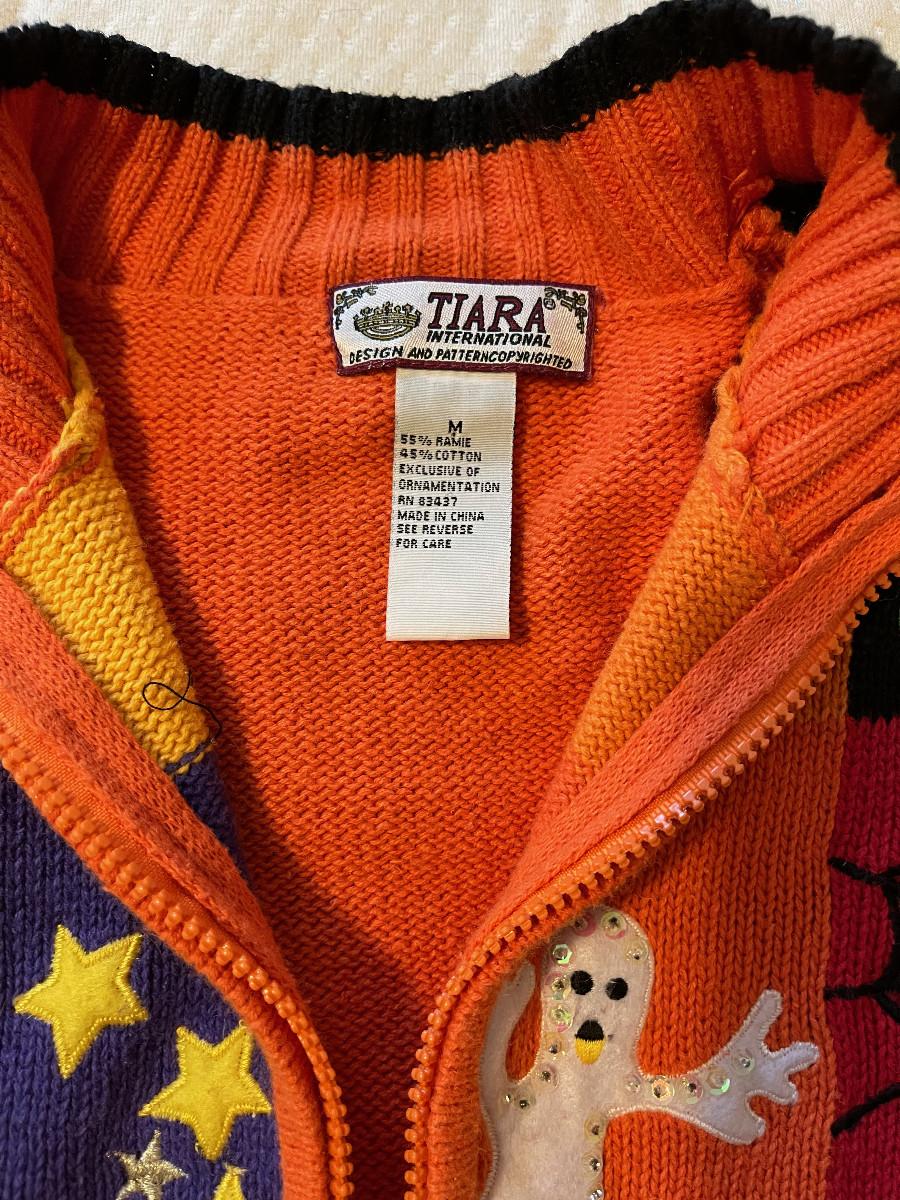 TIARA
INTERNATIONAL
DESIGN AND PATTERNCOPYRIGHTED
M
55% RAMIE
45% COTTON
EXCLUSIVE OF
ORNAMENTATION
RN 83437
MADE IN CHINA
SEE REVERSE
FOR CARE